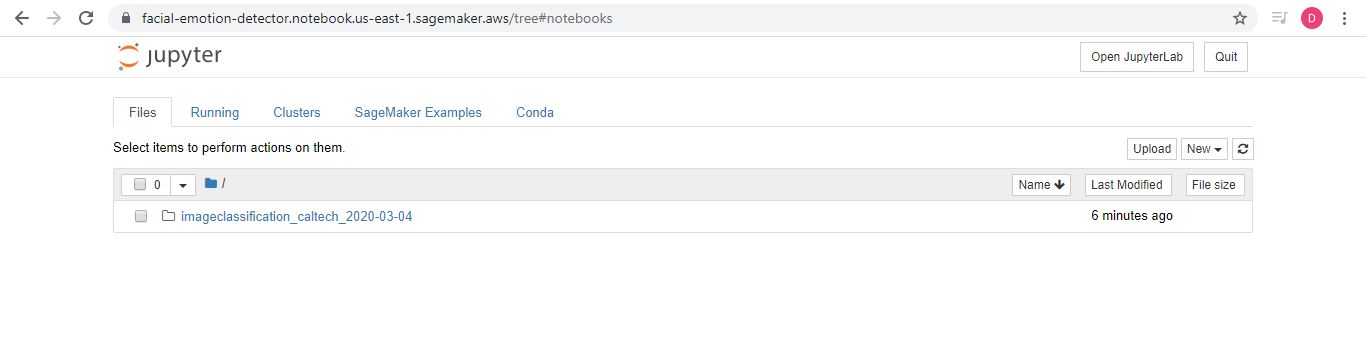 facial-emotion-detector.notebook.us-east-1.sagemaker.aws/tree#notebooks
D
jupyter
Open JupyterLab Quit
Files Running Clusters SageMaker Examples Conda
Select items to perform actions on them.
Upload New
0 / Name Last Modified File size
imageclassification_caltech_2020-03-04 6 minutes ago